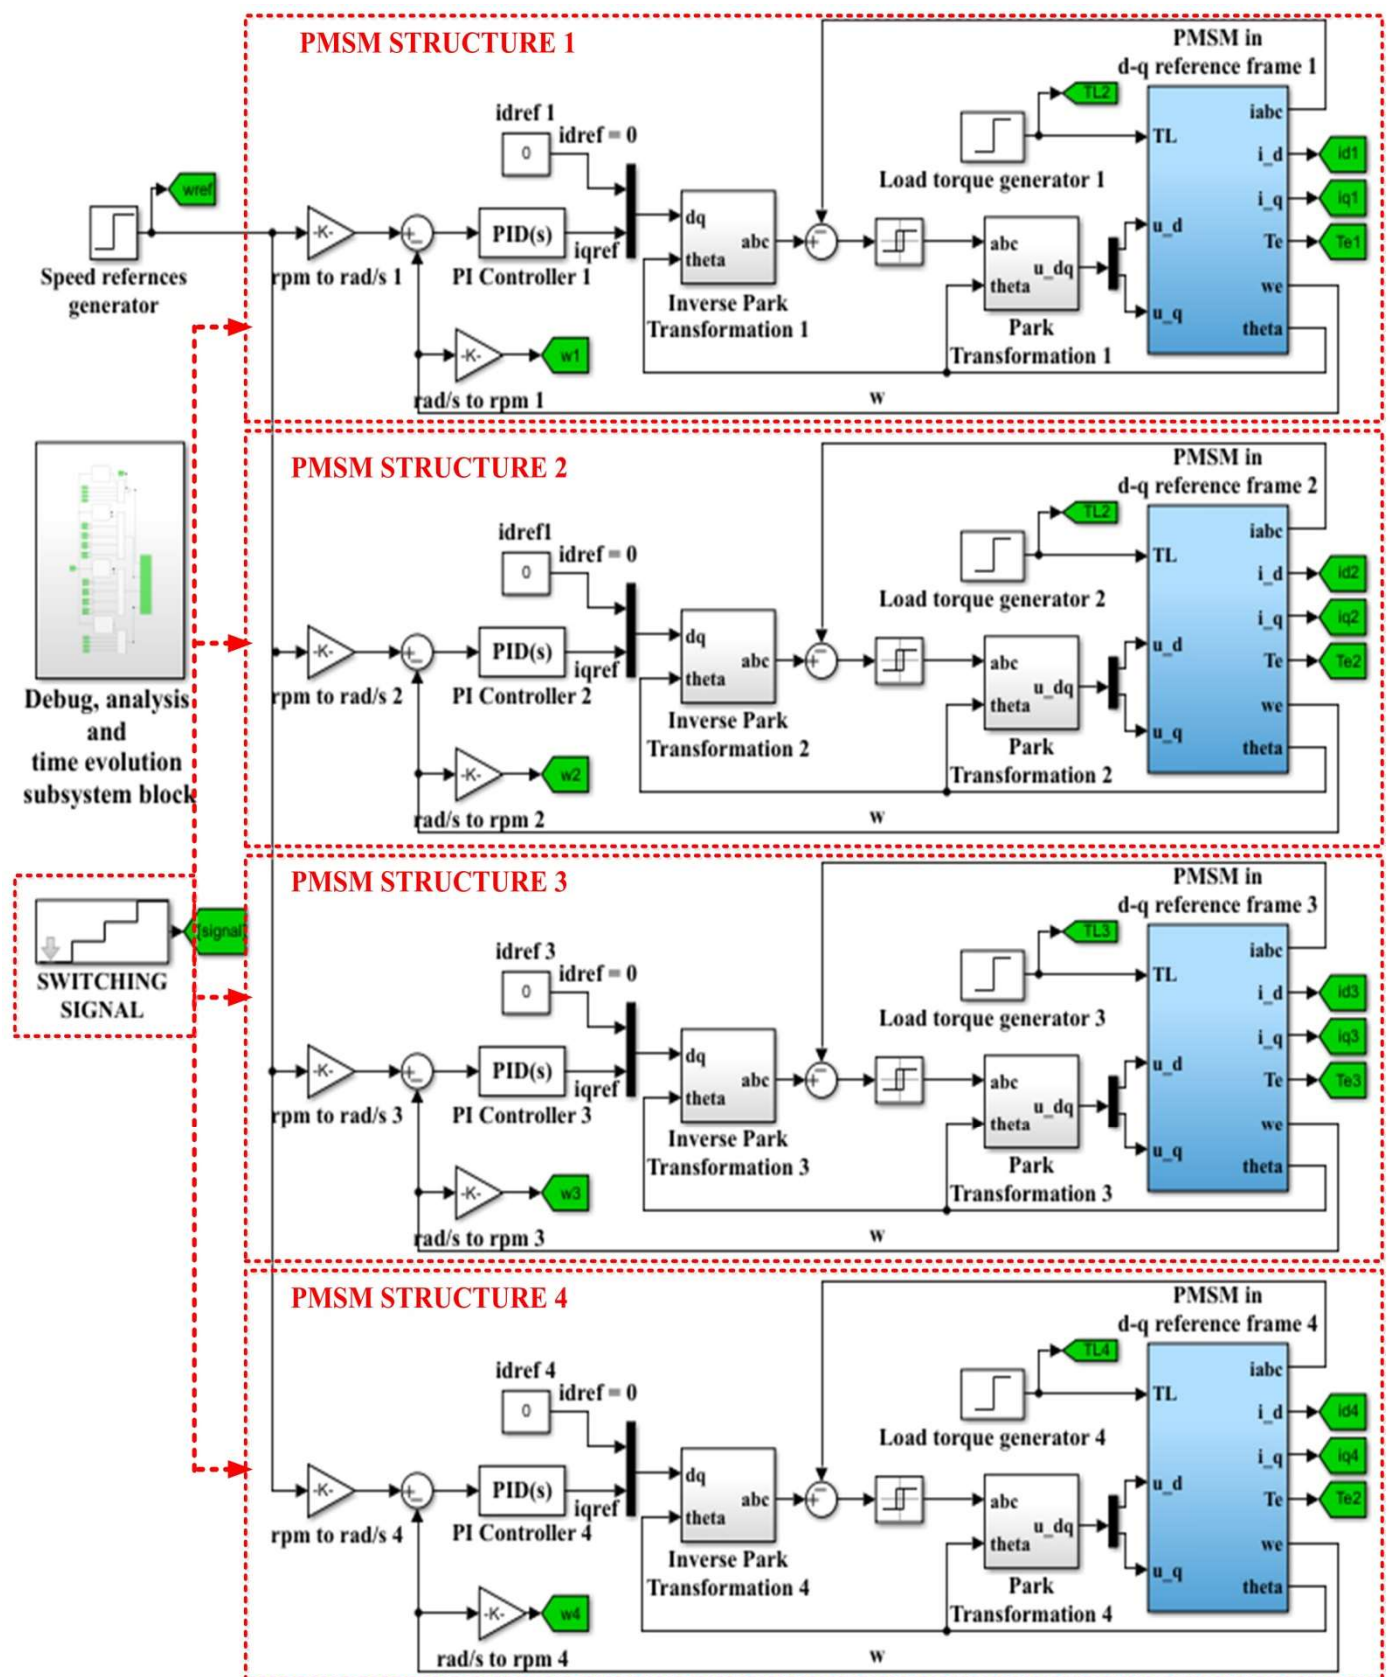 PMSM STRUCTURE 1
PMSM in
d-q reference frame 1
TL2
iabc
idref 1
idref = 0
0
TL
i_d
id1
Load torque generator 1
wref
i_q
iq1
dq
-K-
PID(s)
abc
abc
u_d
Te
Te1
iqref
theta
u_dq
theta
we
Speed refernces
generator
rpm to rad/s 1
PI Controller 1
Inverse Park
Transformation 1
Park
Transformation 1
u_q
theta
-K-
w1
rad/s to rpm 1
w
PMSM STRUCTURE 2
PMSM in
d-q reference frame 2
TL2
iabc
idref1
idref = 0
0
TL
i_d
id2
Load torque generator 2
i_q
iq2
dq
-K-
PID(s)
abc
abc
u_d
Te
Te2
iqref
theta
u_dq
theta
we
rpm to rad/s 2
PI Controller 2
Inverse Park
Transformation 2
Park
Transformation 2
u_q
theta
Debug, analysis
and
time evolution
subsystem block
-K-
w2
rad/s to rpm 2
w
PMSM STRUCTURE 3
PMSM in
d-q reference frame 3
[signal]
SWITCHING
SIGNAL
TL3
iabc
idref 3
idref = 0
0
TL
i_d
id3
Load torque generator 3
i_q
iq3
dq
-K-
PID(s)
abc
abc
u_d
Te
Te3
iqref
theta
u_dq
theta
we
rpm to rad/s 3
PI Controller 3
Inverse Park
Transformation 3
Park
Transformation 3
u_q
theta
-K-
w3
rad/s to rpm 3
w
PMSM STRUCTURE 4
PMSM in
d-q reference frame 4
TL4
iabc
idref 4
idref = 0
0
TL
i_d
id4
Load torque generator 4
i_q
iq4
dq
-K-
PID(s)
abc
abc
u_d
Te
Te2
iqref
theta
u_dq
theta
we
rpm to rad/s 4
PI Controller 4
Inverse Park
Transformation 4
Park
Transformation 4
u_q
theta
-K-
w4
rad/s to rpm 4
w